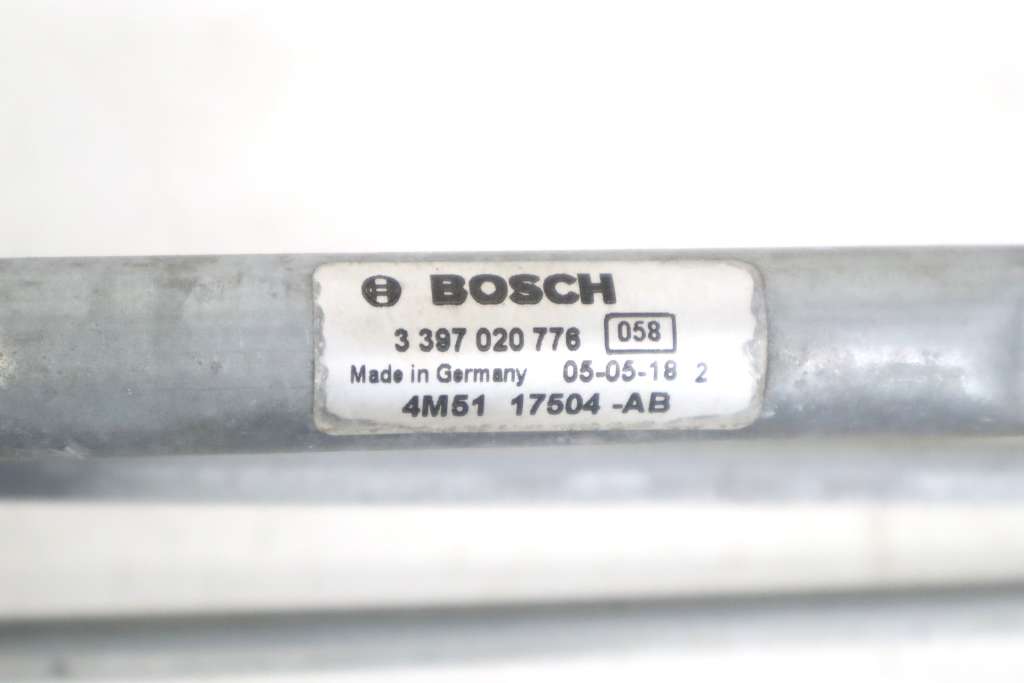 BOSCH
3 397 020 776 058
Made in Germany 05-05-18 2
4M51 17504 -AB